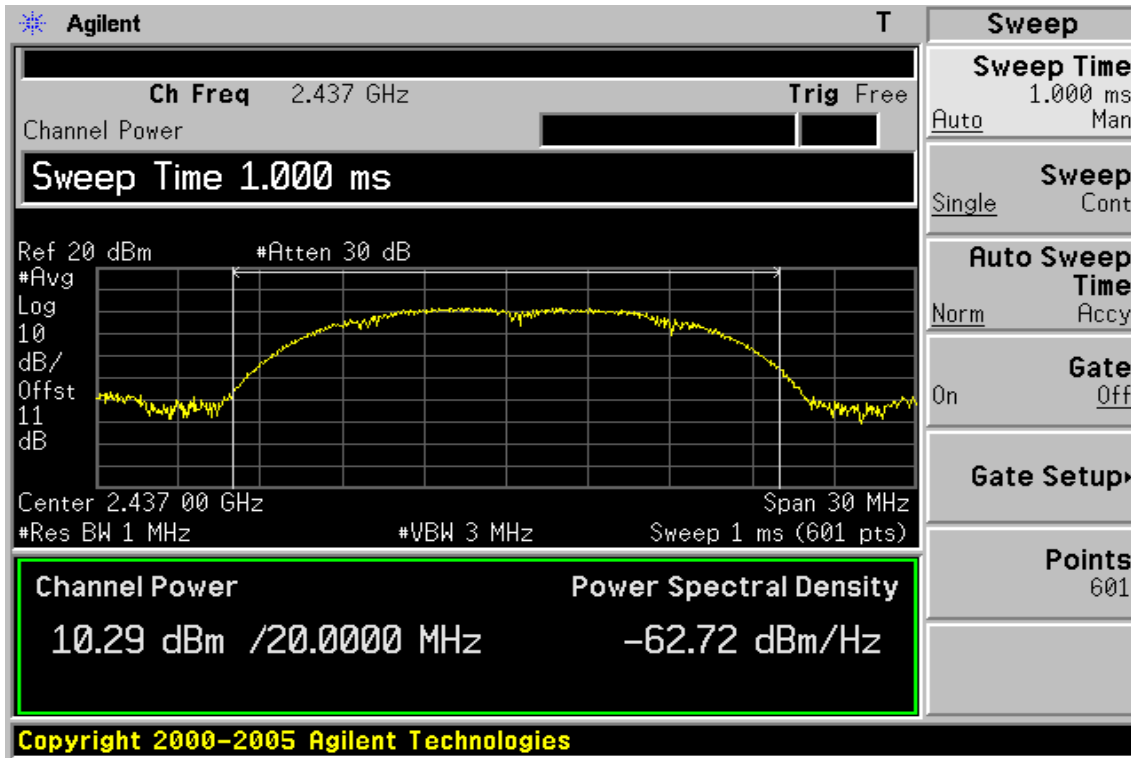 Agilent T
Ch Freq 2.437 GHz Trig Free
Channel Power
Sweep Time 1.000 ms
Ref 20 dBm #Atten 30 dB
#Avg
Log
10
dB/
Offst
11
dB
Center 2.437 00 GHz Span 30 MHz
#Res BW 1 MHz #VBW 3 MHz Sweep 1 ms (601 pts)
Channel Power Power Spectral Density
10.29 dBm /20.0000 MHz -62.72 dBm/Hz
Copyright 2000-2005 Agilent Technologies
Sweep
Sweep Time
1.000 ms
Auto Man
Sweep
Single Cont
Auto Sweep
Time
Norm Accy
Gate
On Off
Gate Setup▸
Points
601